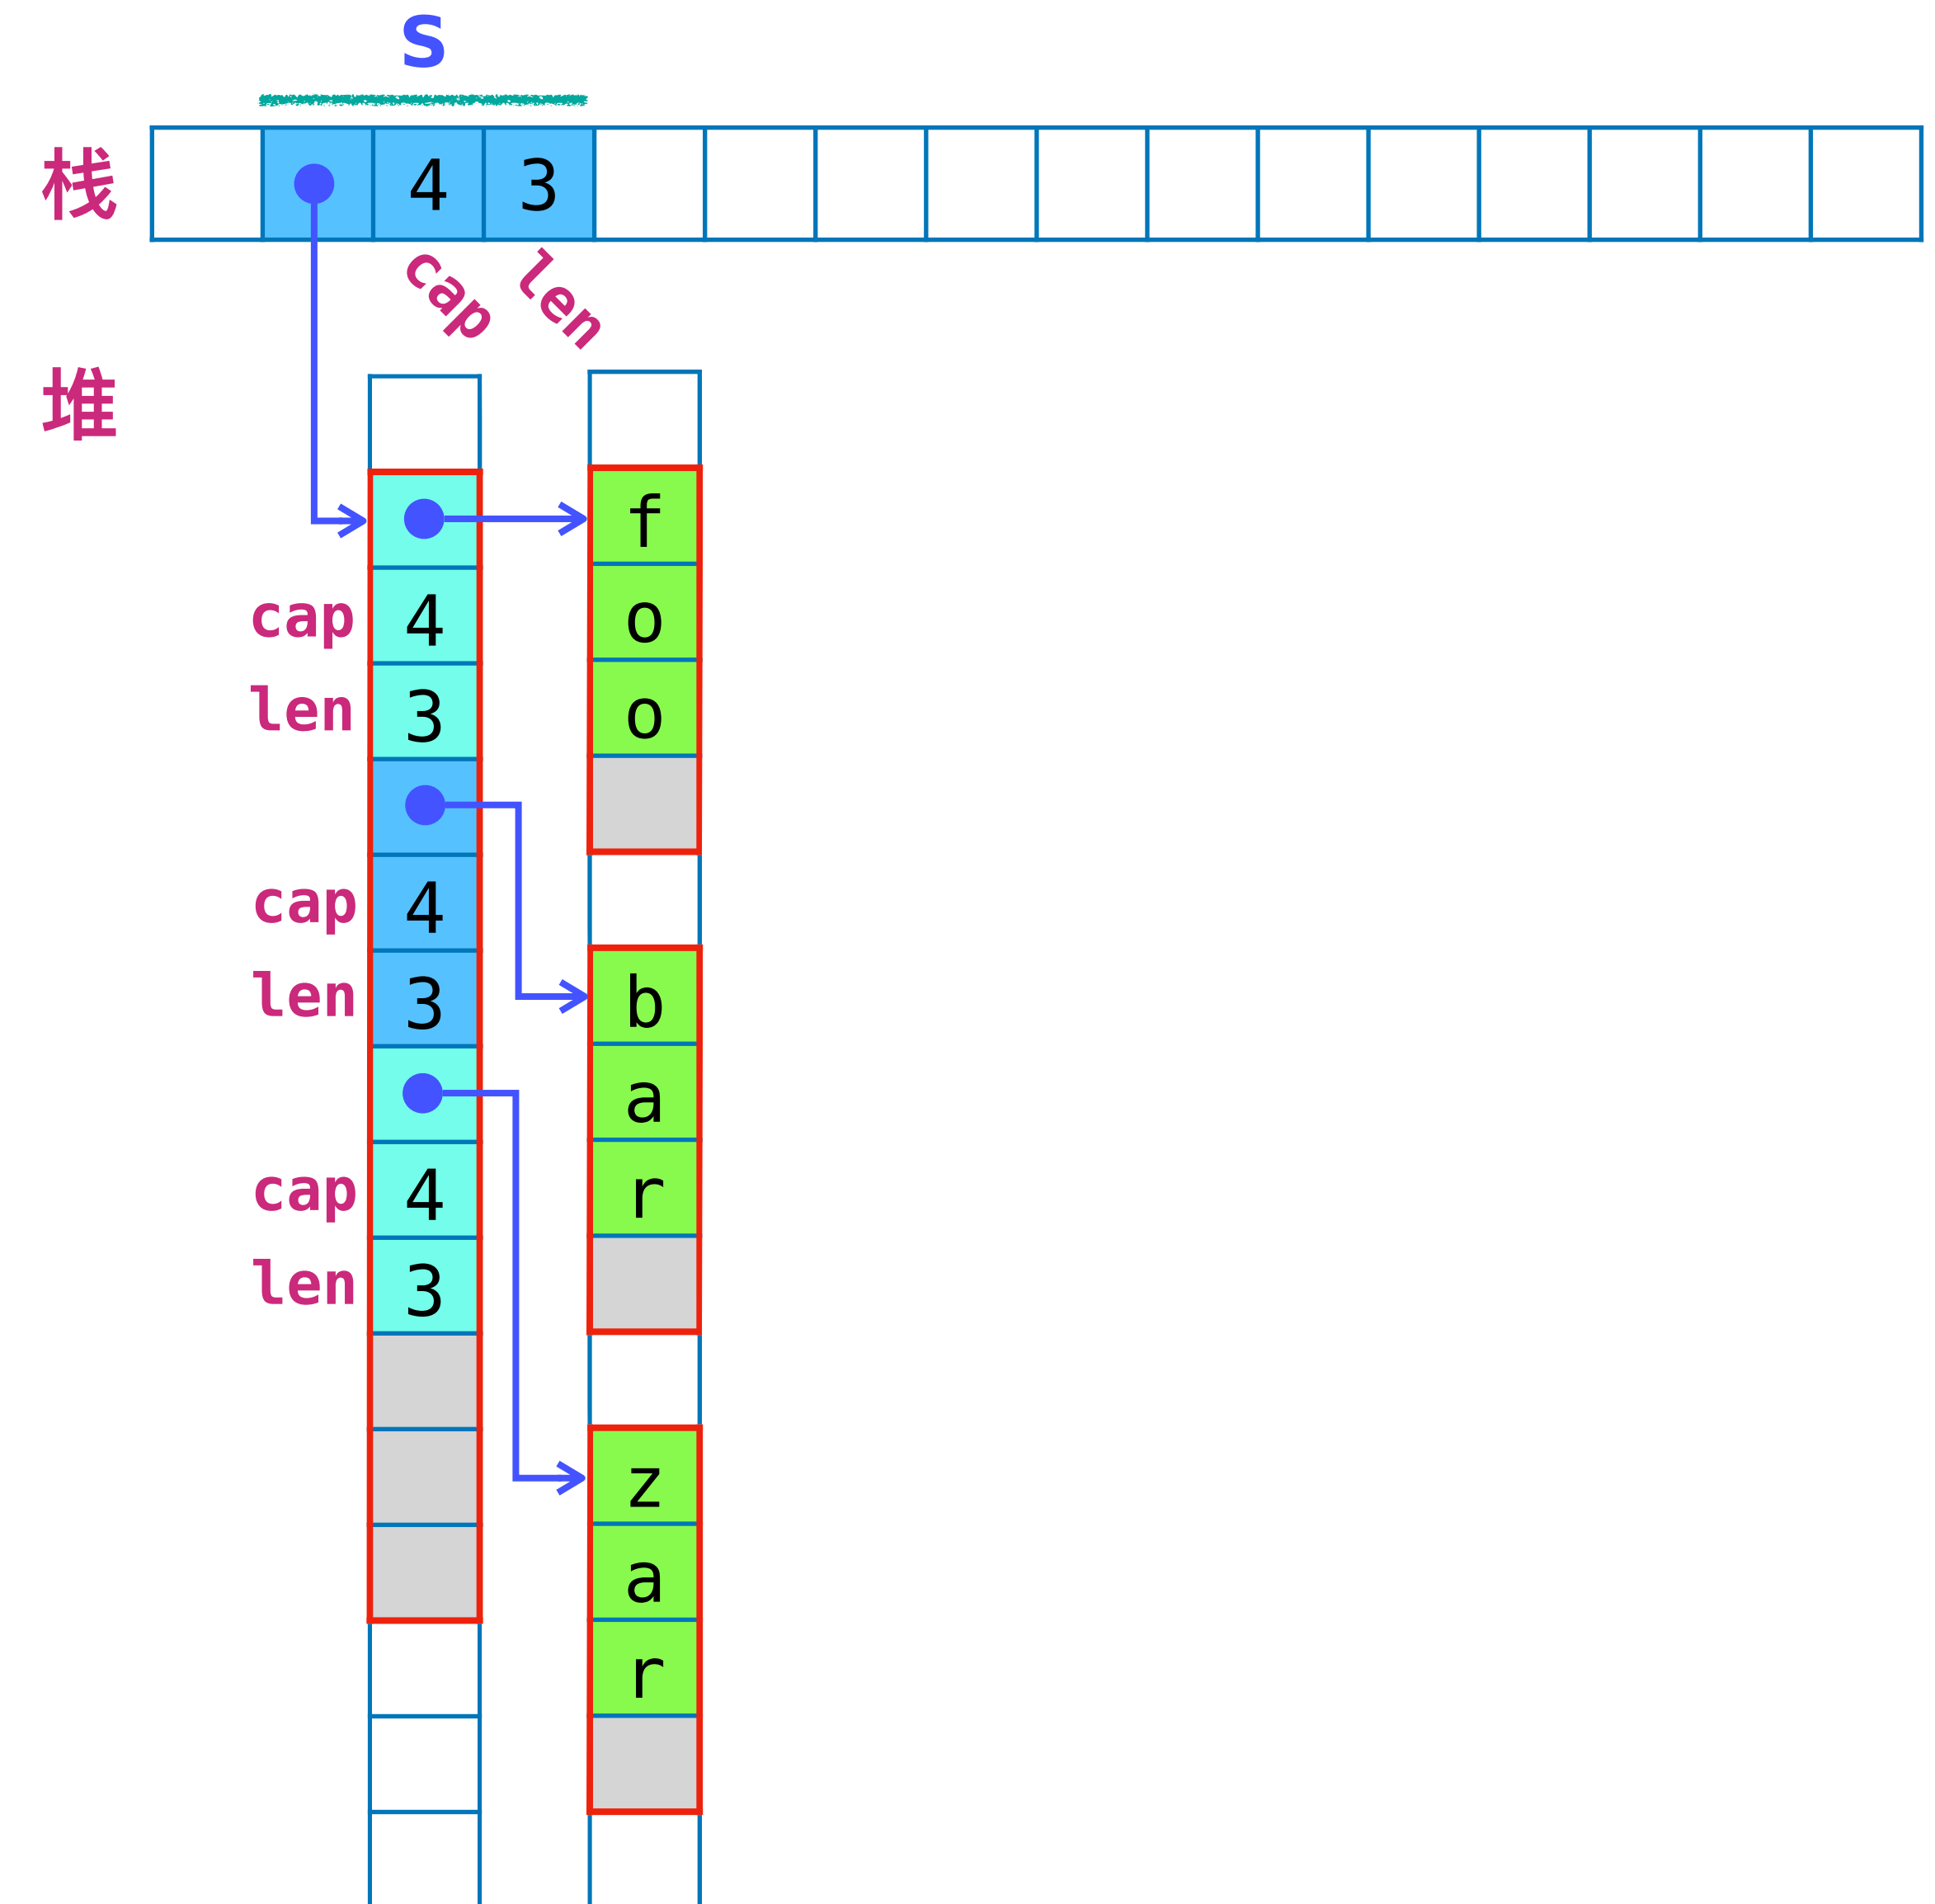 s
栈
4 3
cap len
堆
f
cap 4 o
len 3 o
cap 4
len 3 b
a
cap 4 r
len 3
z
a
r